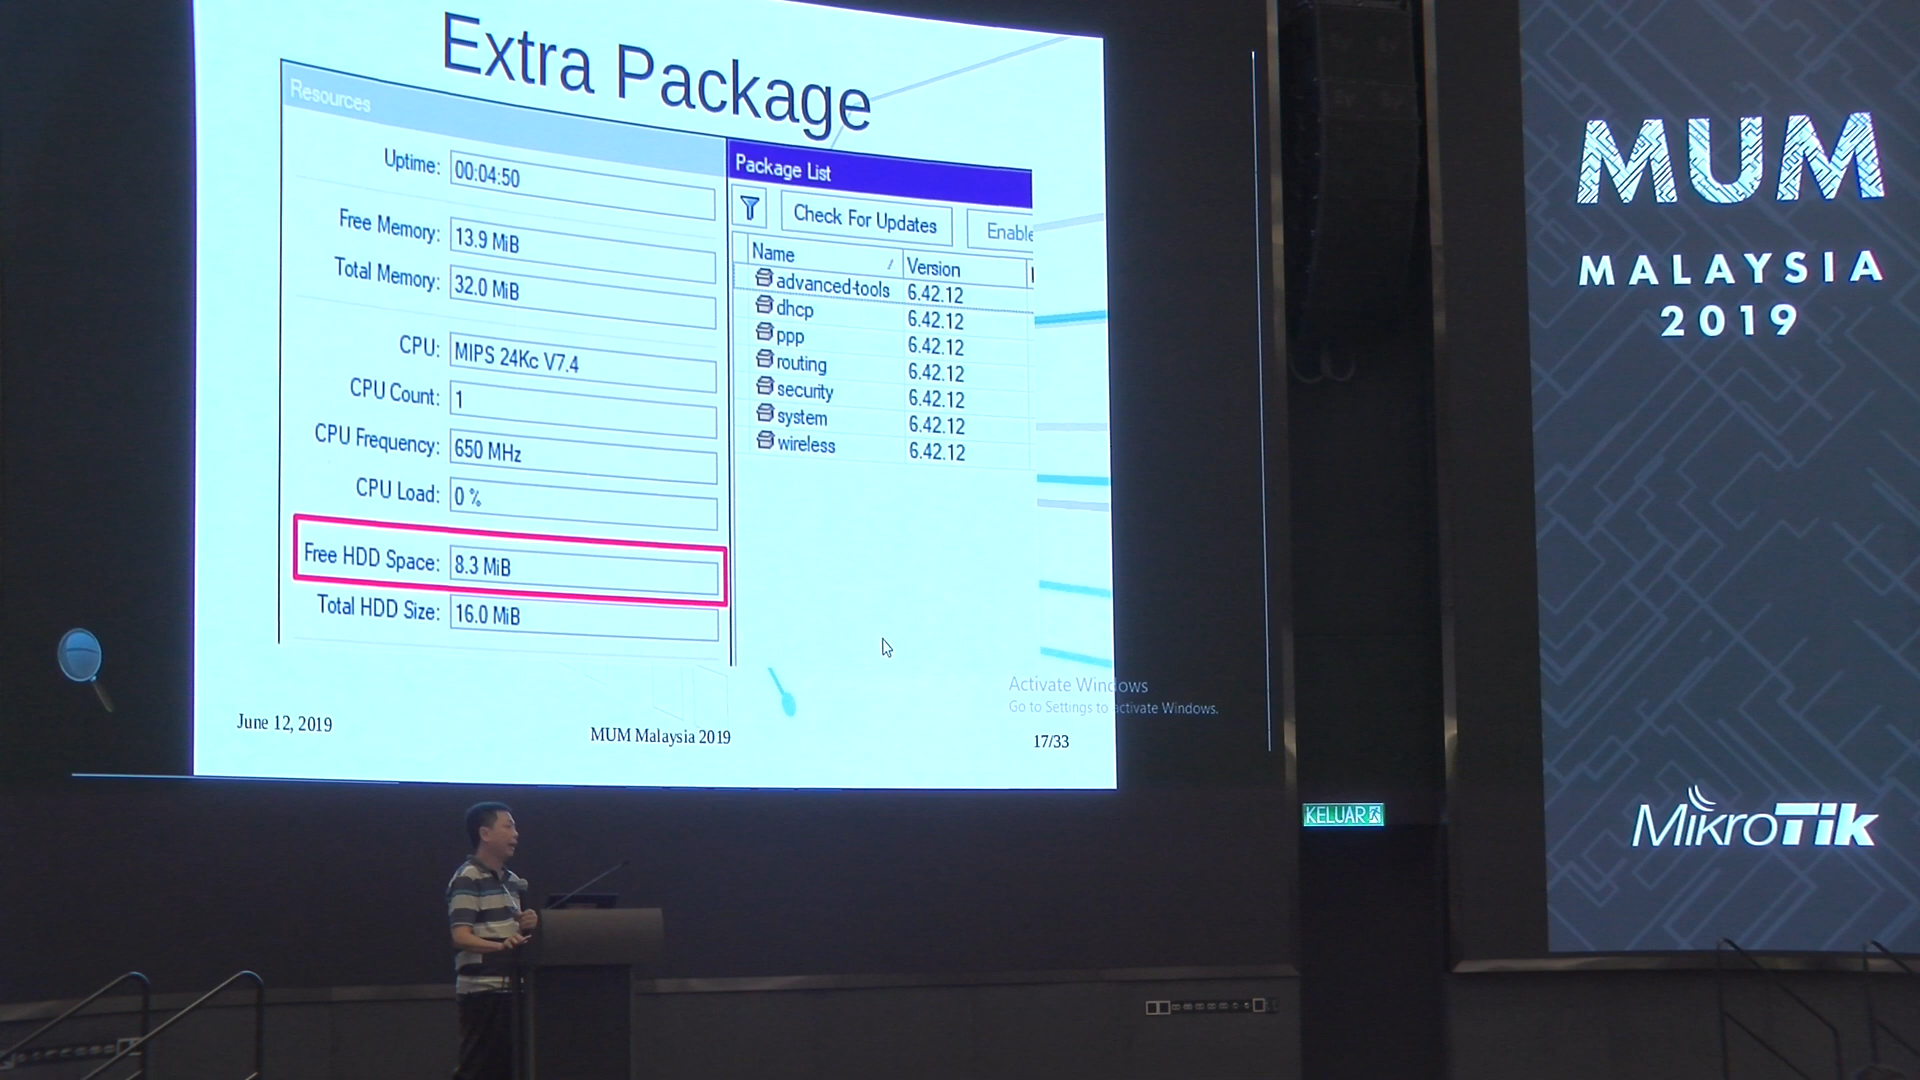 Extra Package
Resources
Uptime: 00:04:50
Free Memory: 13.9 MiB
Total Memory: 32.0 MiB
CPU: MIPS 24Kc V7.4
CPU Count: 1
CPU Frequency: 650 MHz
CPU Load: 0 %
Free HDD Space: 8.3 MiB
Total HDD Size: 16.0 MiB
Package List
Check For Updates Enable
Name / Version
advanced-tools 6.42.12
dhcp 6.42.12
ppp 6.42.12
routing 6.42.12
security 6.42.12
system 6.42.12
wireless 6.42.12
Activate Windows
Go to Settings to activate Windows.
June 12, 2019 MUM Malaysia 2019 17/33
MUM
MALAYSIA
2019
MikroTik
KELUAR